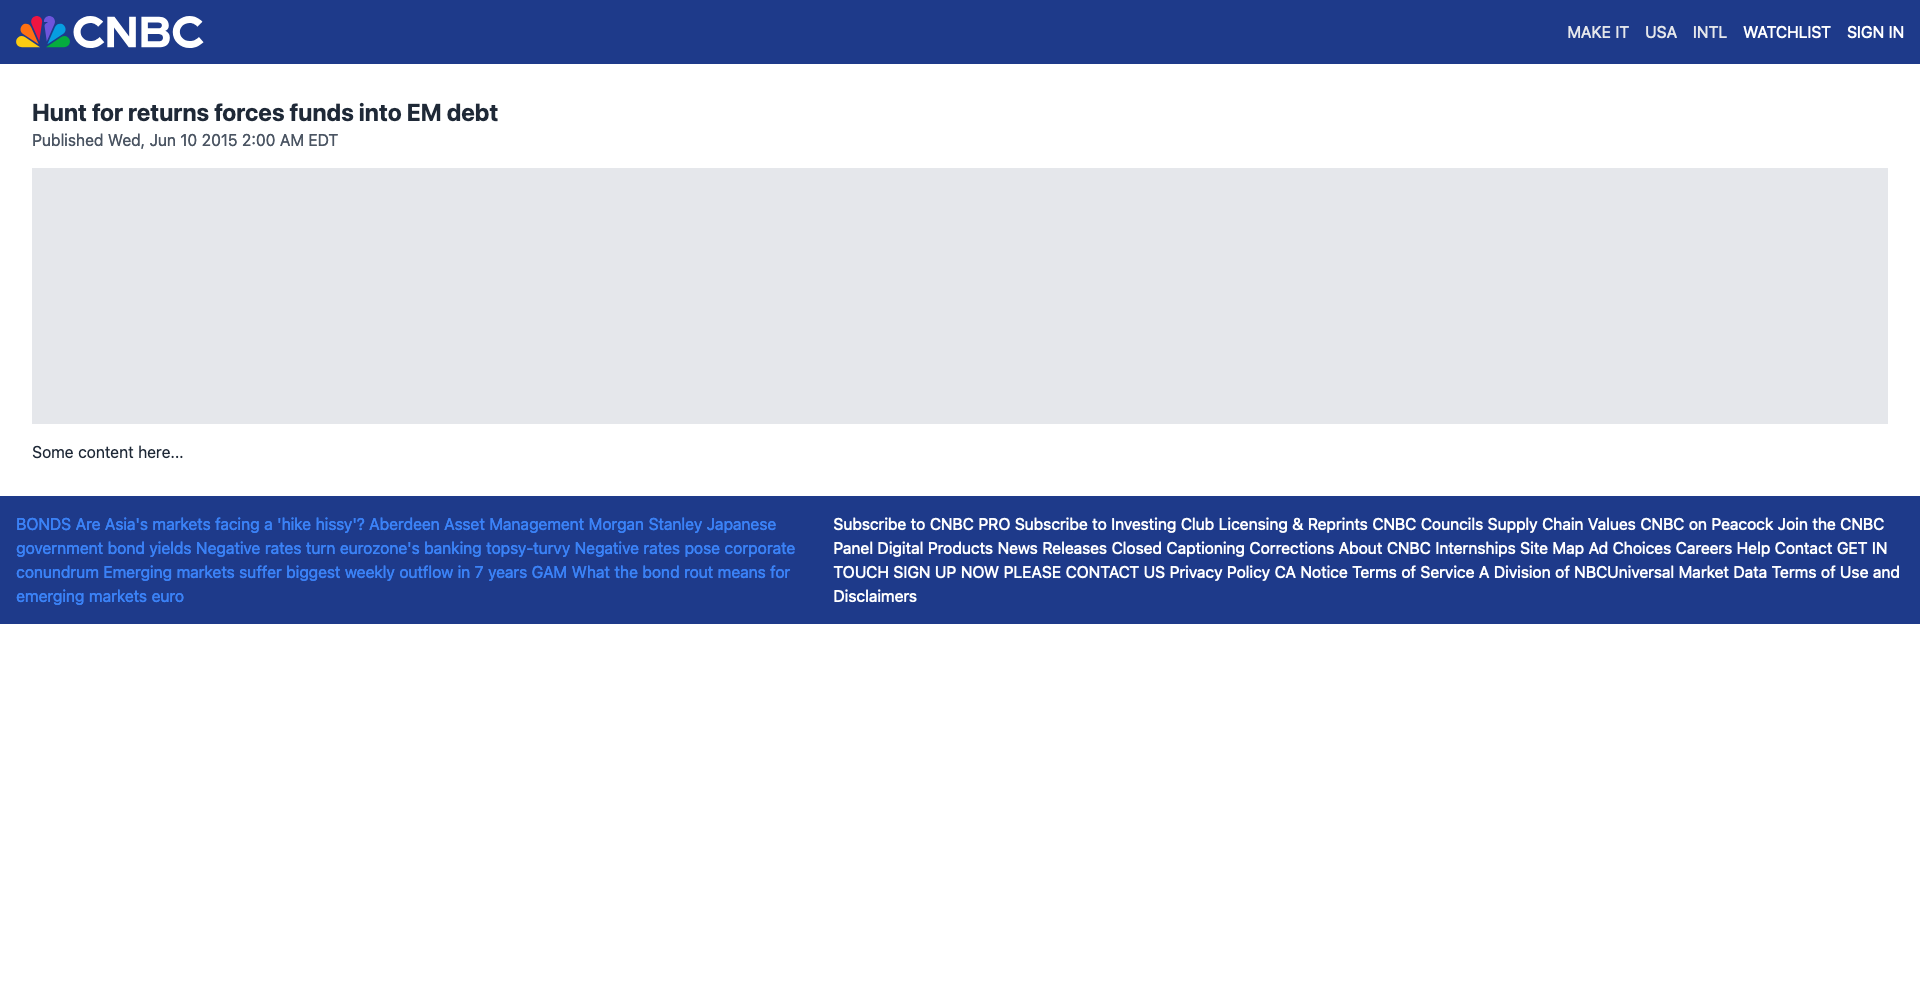 CNBC
MAKE IT USA INTL WATCHLIST SIGN IN
Hunt for returns forces funds into EM debt
Published Wed, Jun 10 2015 2:00 AM EDT
Some content here...
BONDS Are Asia's markets facing a 'hike hissy'? Aberdeen Asset Management Morgan Stanley Japanese
government bond yields Negative rates turn eurozone's banking topsy-turvy Negative rates pose corporate
conundrum Emerging markets suffer biggest weekly outflow in 7 years GAM What the bond rout means for
emerging markets euro
Subscribe to CNBC PRO Subscribe to Investing Club Licensing & Reprints CNBC Councils Supply Chain Values CNBC on Peacock Join the CNBC
Panel Digital Products News Releases Closed Captioning Corrections About CNBC Internships Site Map Ad Choices Careers Help Contact GET IN
TOUCH SIGN UP NOW PLEASE CONTACT US Privacy Policy CA Notice Terms of Service A Division of NBCUniversal Market Data Terms of Use and
Disclaimers